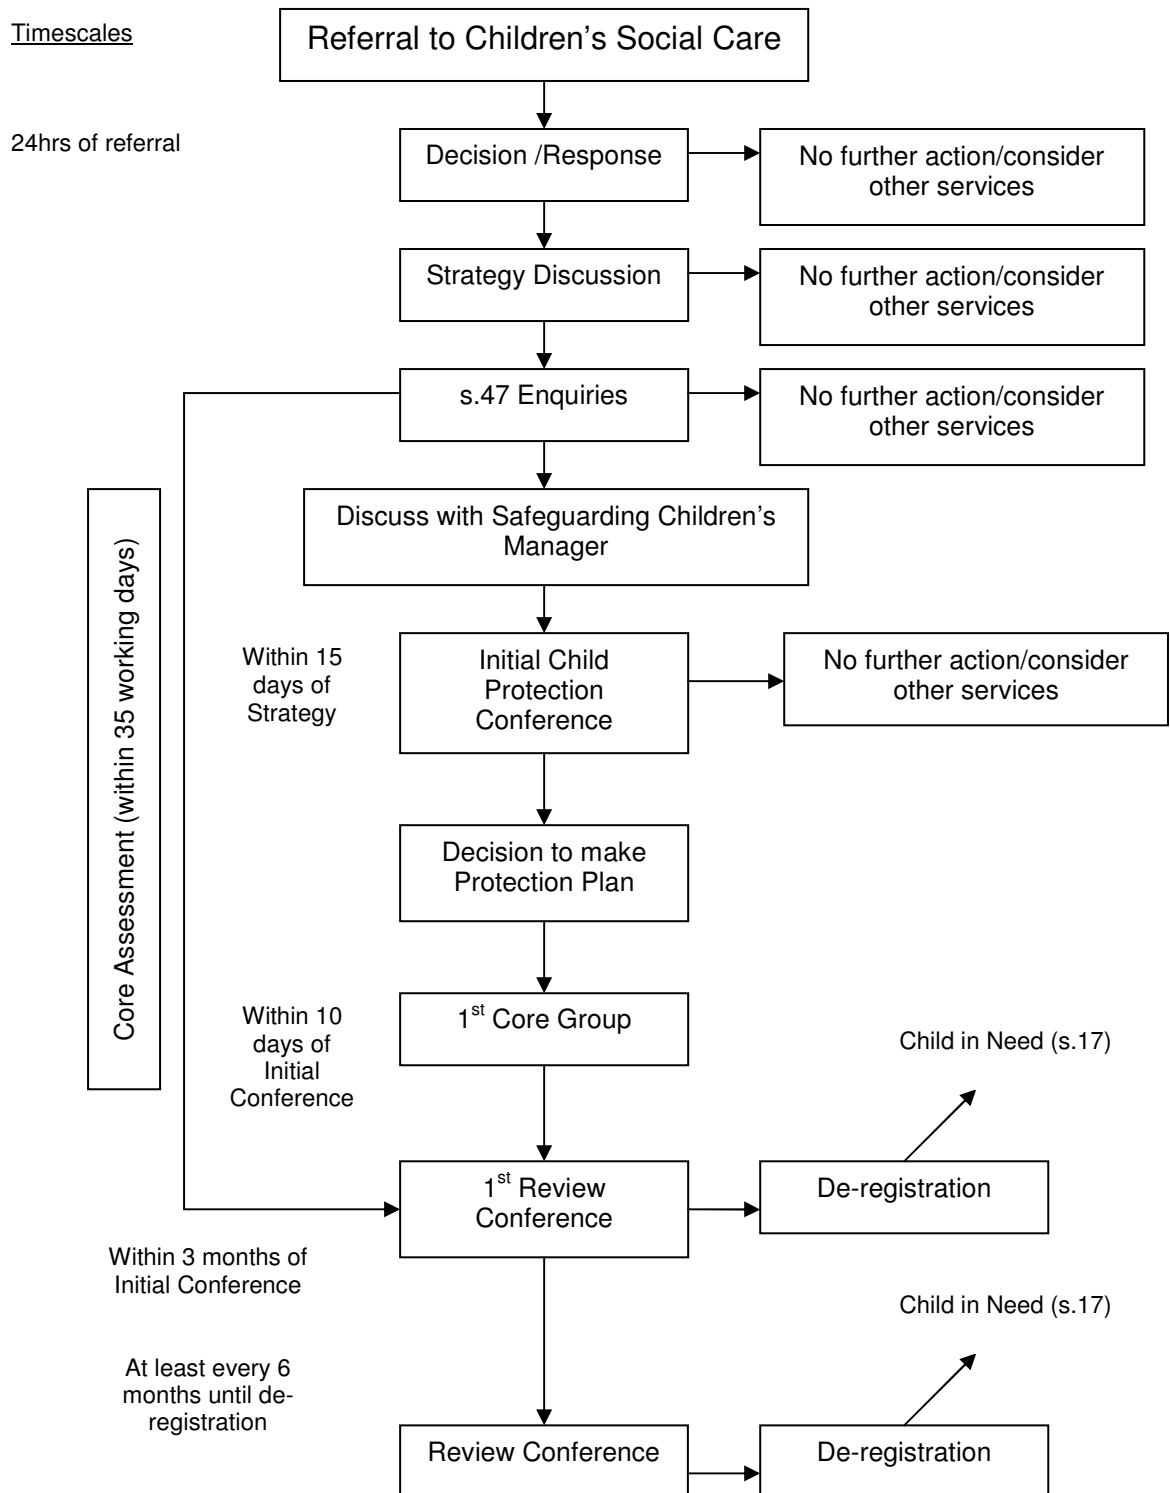 Timescales
Referral to Children’s Social Care
24hrs of referral
Decision /Response
No further action/consider
other services
Strategy Discussion
No further action/consider
other services
s.47 Enquiries
No further action/consider
other services
Discuss with Safeguarding Children’s
Manager
Core Assessment (within 35 working days)
Within 15
days of
Strategy
Initial Child
Protection
Conference
No further action/consider
other services
Decision to make
Protection Plan
Within 10
days of
Initial
Conference
1st Core Group
Child in Need (s.17)
1st Review
Conference
De-registration
Within 3 months of
Initial Conference
Child in Need (s.17)
At least every 6
months until de-
registration
Review Conference
De-registration